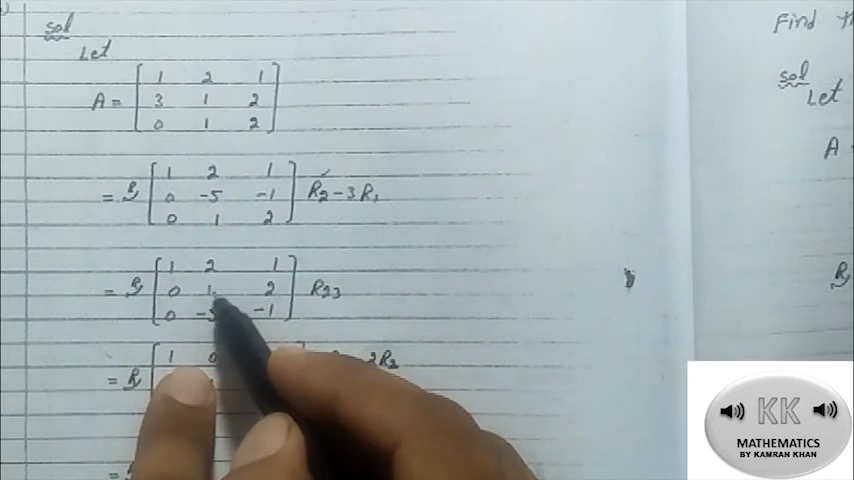 sol
Let
A = [ 1 2 1
3 1 2
0 1 2 ]
= R [ 1 2 1
0 -5 -1
0 1 2 ] R2 - 3R1
= R [ 1 2 1
0 1 2
0 -5 -1 ] R23
= R [ 1 0 2R2
=
Find
sol
Let
A
R
KK
MATHEMATICS
BY KAMRAN KHAN